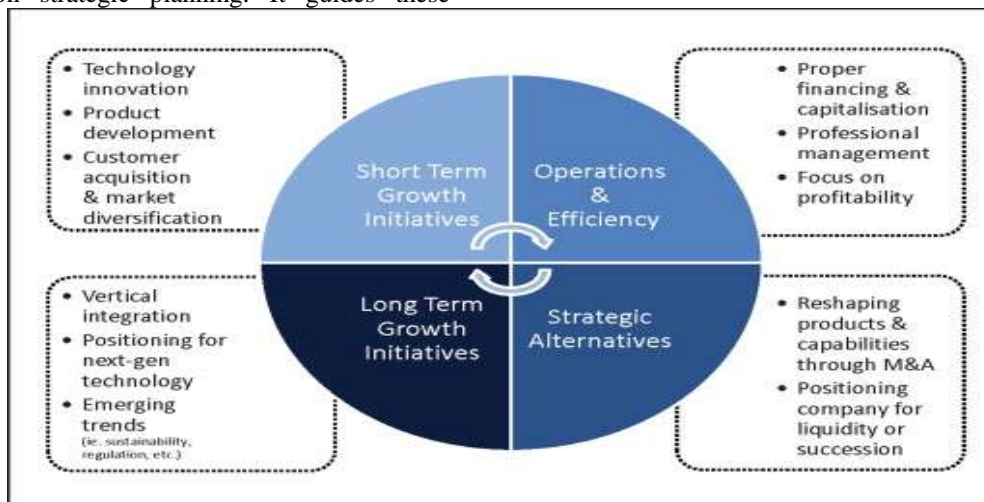 on strategic planning. It guides these
• Technology
innovation
• Product
development
• Customer
acquisition
& market
diversification
Short Term
Growth
Initiatives
Operations
&
Efficiency
• Proper
financing &
capitalisation
• Professional
management
• Focus on
profitability
• Vertical
integration
• Positioning for
next-gen
technology
• Emerging
trends
(ie. sustainability,
regulation, etc.)
Long Term
Growth
Initiatives
Strategic
Alternatives
• Reshaping
products &
capabilities
through M&A
• Positioning
company for
liquidity or
succession